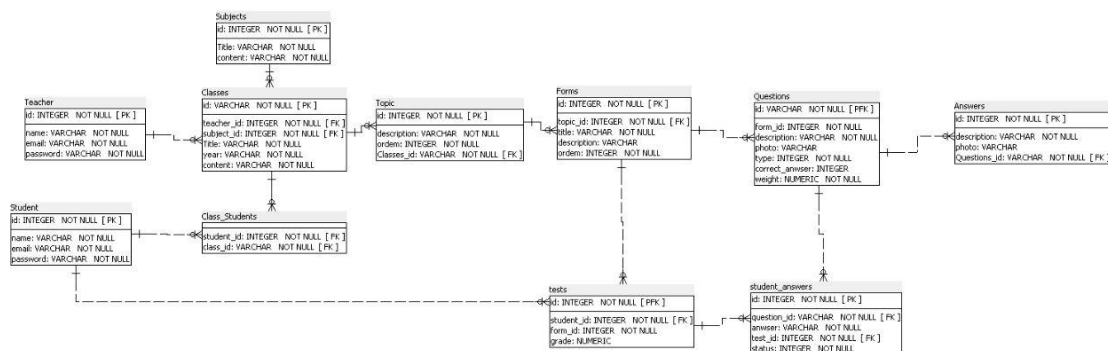 Subjects
id: INTEGER NOT NULL [ PK ]
Title: VARCHAR NOT NULL
content: VARCHAR NOT NULL
Classes
id: VARCHAR NOT NULL [ PK ]
teacher_id: INTEGER NOT NULL [ FK ]
subject_id: INTEGER NOT NULL [ FK ]
Title: VARCHAR NOT NULL
year: VARCHAR NOT NULL
content: VARCHAR NOT NULL
Teacher
id: INTEGER NOT NULL [ PK ]
name: VARCHAR NOT NULL
email: VARCHAR NOT NULL
password: VARCHAR NOT NULL
Topic
id: INTEGER NOT NULL [ PK ]
description: VARCHAR NOT NULL
ordem: INTEGER NOT NULL
Classes_id: VARCHAR NOT NULL [ FK ]
Forms
id: INTEGER NOT NULL [ PK ]
topic_id: INTEGER NOT NULL [ FK ]
title: VARCHAR NOT NULL
description: VARCHAR
ordem: INTEGER NOT NULL
Questions
id: VARCHAR NOT NULL [ PFK ]
form_id: INTEGER NOT NULL
description: VARCHAR NOT NULL
photo: VARCHAR
type: INTEGER NOT NULL
correct_anwser: INTEGER
weight: NUMERIC NOT NULL
Answers
id: INTEGER NOT NULL [ PK ]
description: VARCHAR NOT NULL
photo: VARCHAR
Questions_id: VARCHAR NOT NULL [ FK ]
Student
id: INTEGER NOT NULL [ PK ]
name: VARCHAR NOT NULL
email: VARCHAR NOT NULL
password: VARCHAR NOT NULL
Class_Students
student_id: INTEGER NOT NULL [ FK ]
class_id: VARCHAR NOT NULL [ FK ]
tests
id: INTEGER NOT NULL [ PFK ]
student_id: INTEGER NOT NULL [ FK ]
form_id: INTEGER NOT NULL
grade: NUMERIC
student_answers
id: INTEGER NOT NULL [ PK ]
question_id: VARCHAR NOT NULL [ FK ]
anwser: VARCHAR NOT NULL
test_id: INTEGER NOT NULL [ FK ]
status: INTEGER NOT NULL